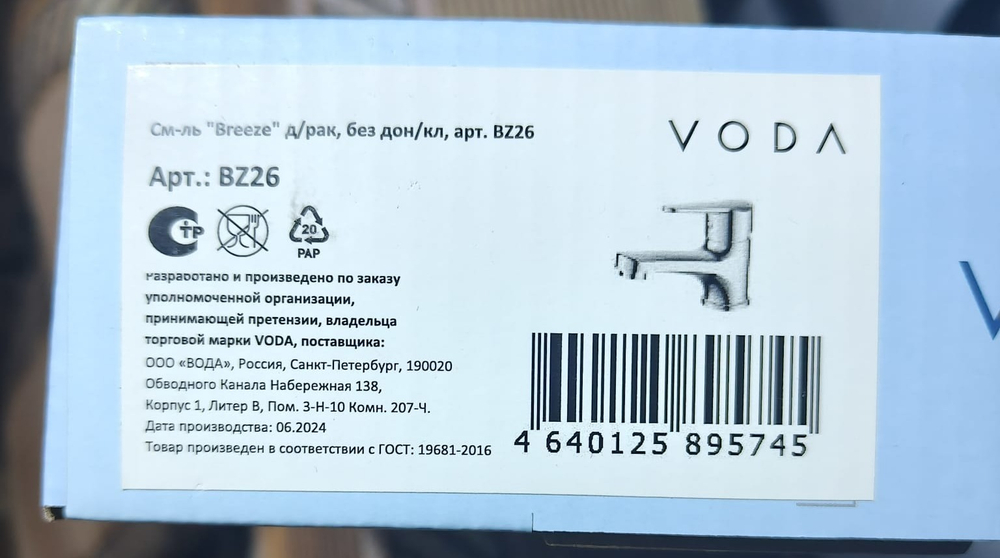 См-ль "Breeze" д/рак, без дон/кл, арт. BZ26
VODA
Арт.: BZ26
СТР
20
PAP
Разработано и произведено по заказу
уполномоченной организации,
принимающей претензии, владельца
торговой марки VODA, поставщика:
ООО «ВОДА», Россия, Санкт-Петербург, 190020
Обводного Канала Набережная 138,
Корпус 1, Литер В, Пом. 3-Н-10 Комн. 207-Ч.
Дата производства: 06.2024
Товар произведен в соответствии с ГОСТ: 19681-2016
4 640125 895745